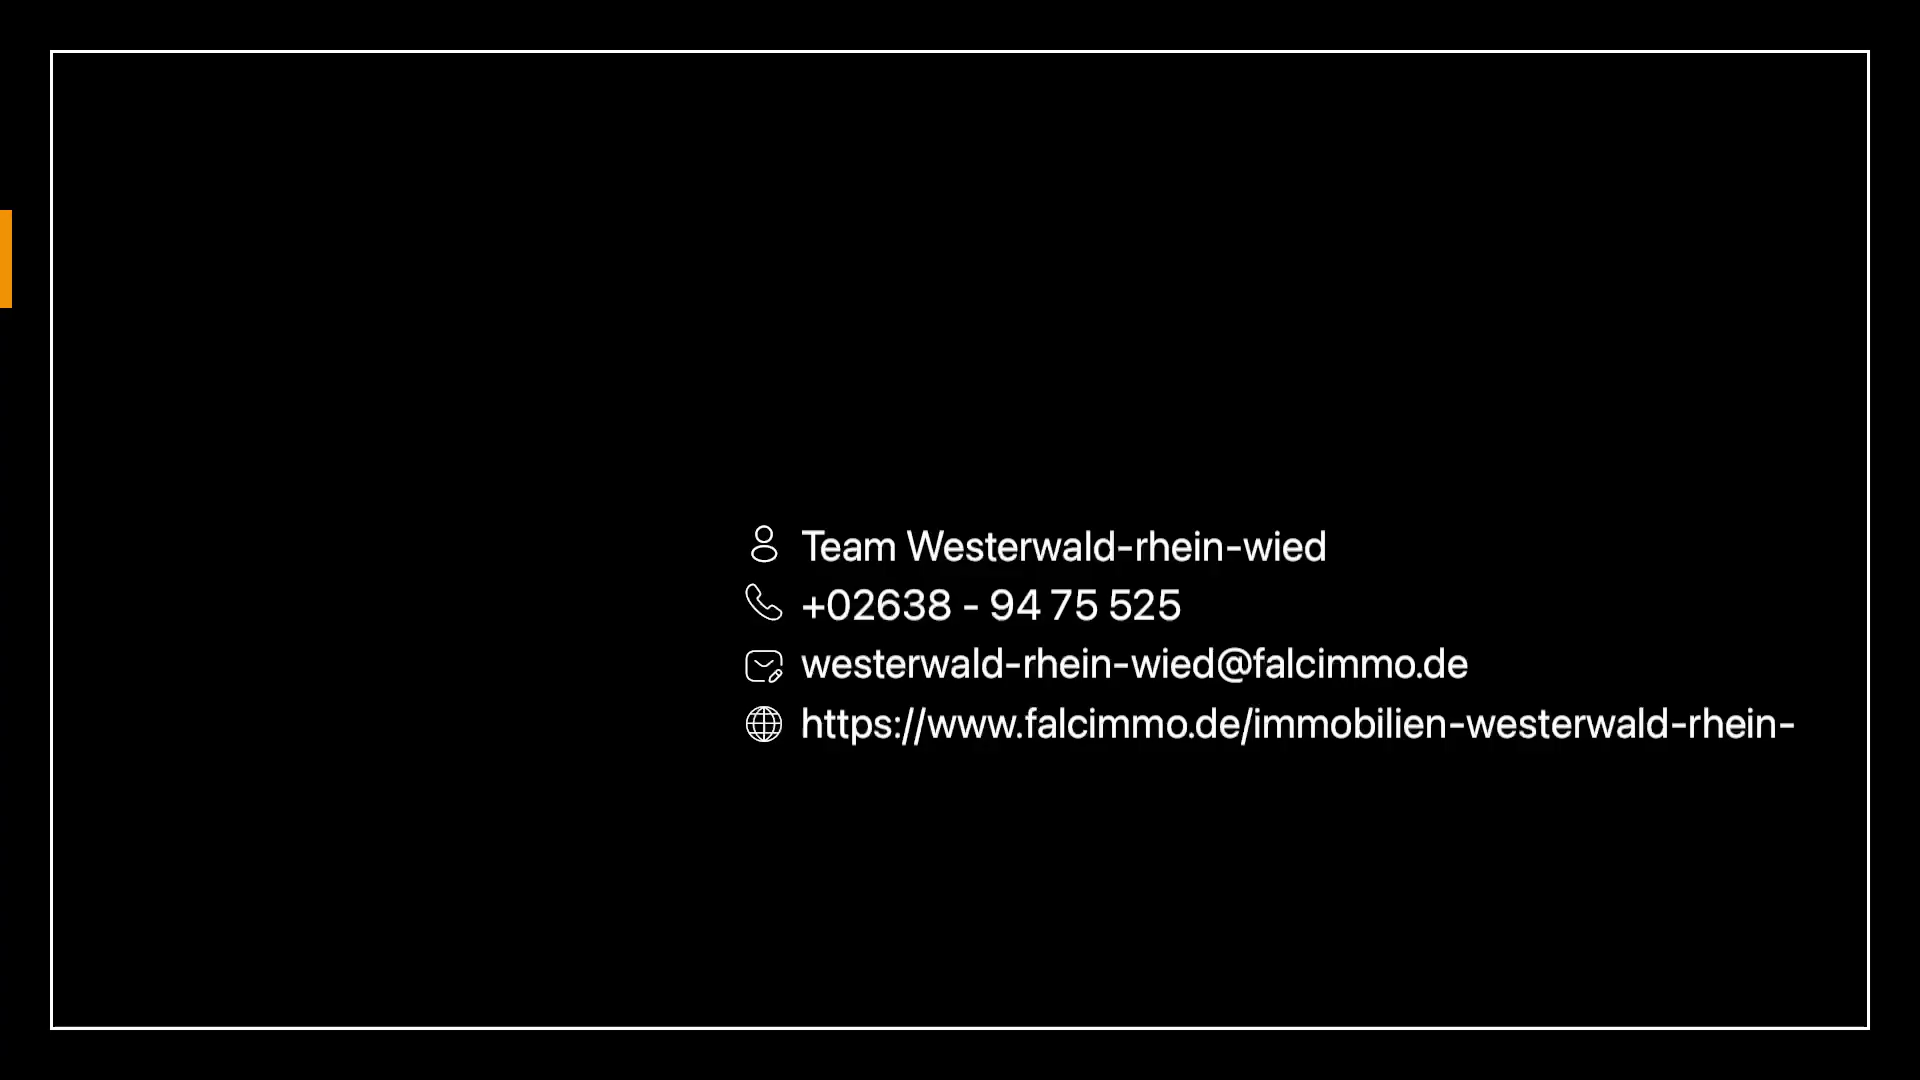 Team Westerwald-rhein-wied
+02638 - 94 75 525
westerwald-rhein-wied@falcimmo.de
https://www.falcimmo.de/immobilien-westerwald-rhein-